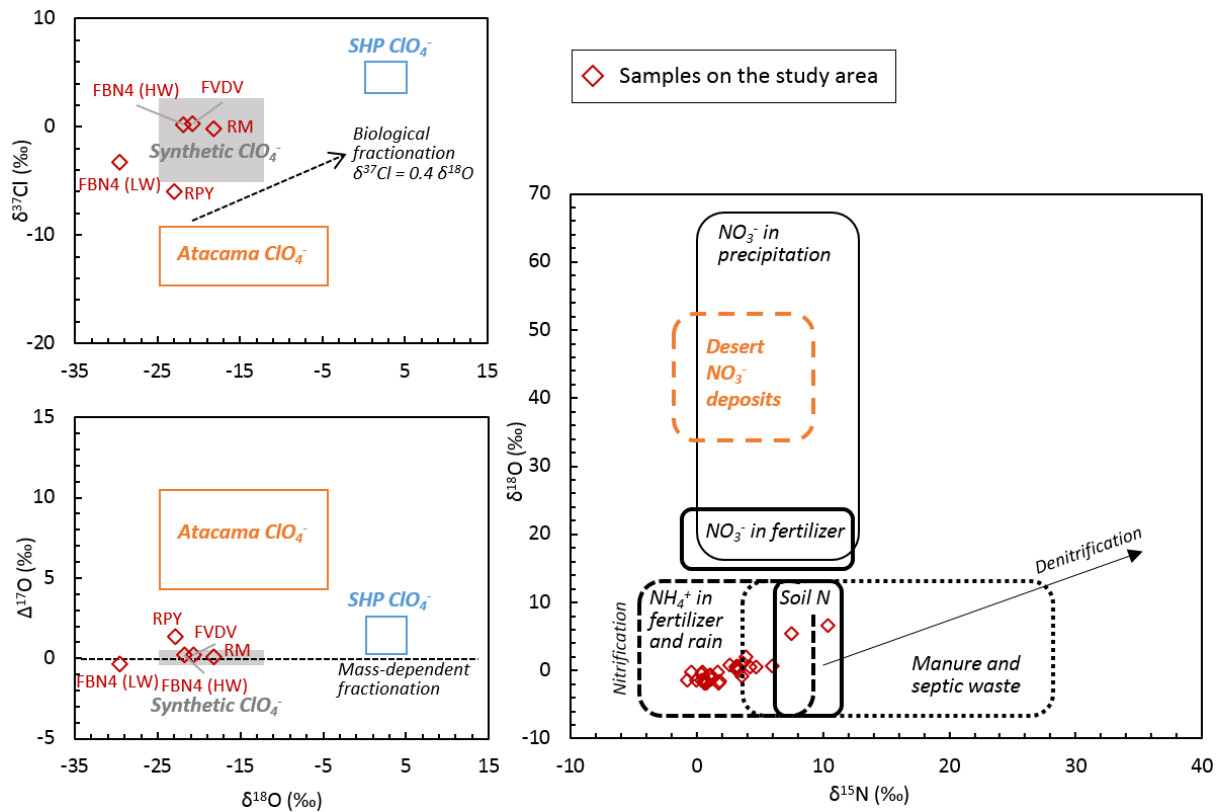 10
0
-10
-20
δ³⁷Cl (‰)
-35
-25
-15
-5
5
15
SHP ClO₄⁻
FBN4 (HW)
FVDV
RM
Synthetic ClO₄⁻
FBN4 (LW)
RPY
Biological
fractionation
δ³⁷Cl = 0.4 δ¹⁸O
Atacama ClO₄⁻
15
10
5
0
-5
Δ¹⁷O (‰)
-35
-25
-15
-5
5
15
δ¹⁸O (‰)
Atacama ClO₄⁻
SHP ClO₄⁻
RPY
FVDV
RM
FBN4 (LW)
FBN4 (HW)
Mass-dependent
fractionation
Synthetic ClO₄⁻
Samples on the study area
70
60
50
40
30
20
10
0
-10
δ¹⁸O (‰)
-10
0
10
20
30
40
δ¹⁵N (‰)
NO₃⁻ in
precipitation
Desert
NO₃⁻
deposits
NO₃⁻ in fertilizer
Denitrification
Nitrification
NH₄⁺ in
fertilizer
and rain
Soil N
Manure and
septic waste